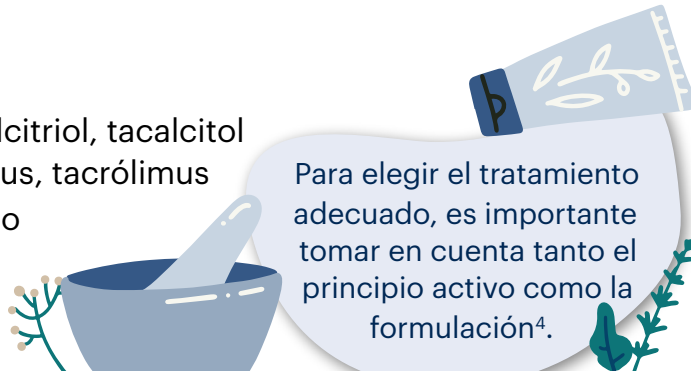 lcitriol, tacalcitol
us, tacrólimus
o
Para elegir el tratamiento
adecuado, es importante
tomar en cuenta tanto el
principio activo como la
formulación⁴.